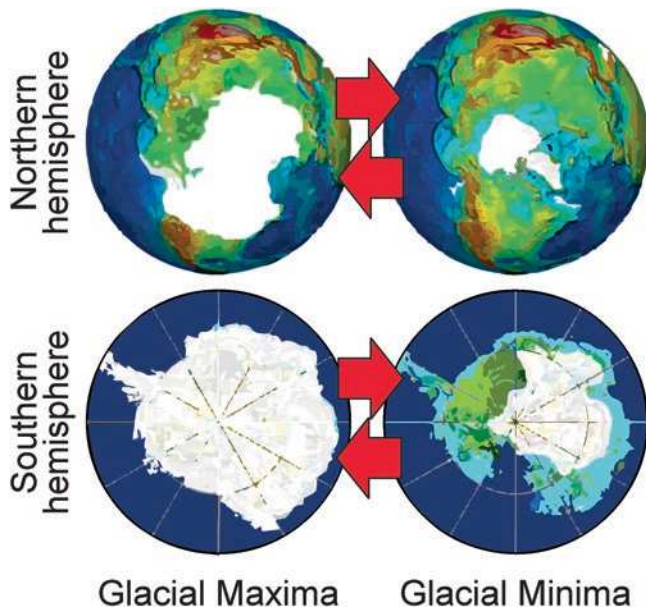 Northern
hemisphere
Southern
hemisphere
Glacial Maxima
Glacial Minima